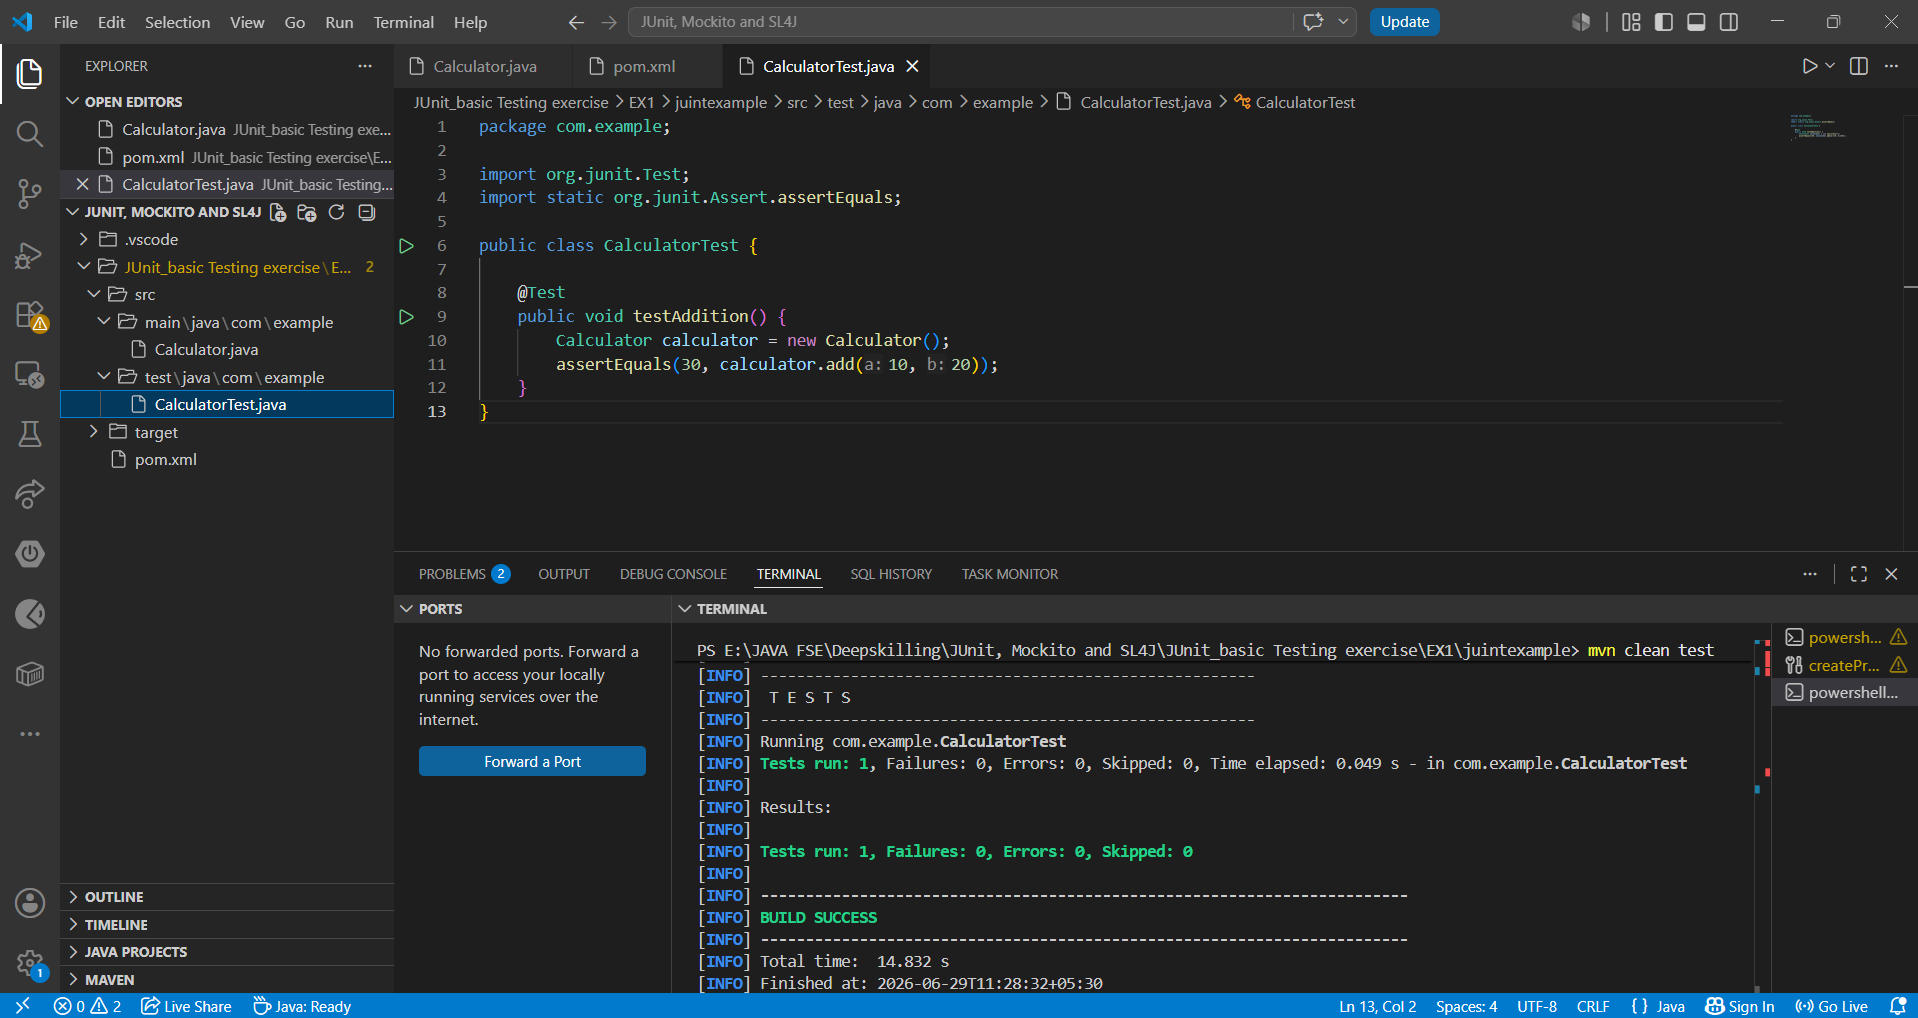 File Edit Selection View Go Run Terminal Help
JUnit, Mockito and SL4J
Update
EXPLORER
OPEN EDITORS
Calculator.java JUnit_basic Testing exe...
pom.xml JUnit_basic Testing exercise\E...
CalculatorTest.java JUnit_basic Testing...
JUNIT, MOCKITO AND SL4J
.vscode
JUnit_basic Testing exercise\E... 2
src
main\java\com\example
Calculator.java
test\java\com\example
CalculatorTest.java
target
pom.xml
OUTLINE
TIMELINE
JAVA PROJECTS
MAVEN
1
Calculator.java
pom.xml
CalculatorTest.java
JUnit_basic Testing exercise > EX1 > juintexample > src > test > java > com > example > CalculatorTest.java > CalculatorTest
1 package com.example;
2
3 import org.junit.Test;
4 import static org.junit.Assert.assertEquals;
5
6 public class CalculatorTest {
7
8 @Test
9 public void testAddition() {
10 Calculator calculator = new Calculator();
11 assertEquals(30, calculator.add(a: 10, b: 20));
12 }
13 }
PROBLEMS 2 OUTPUT DEBUG CONSOLE TERMINAL SQL HISTORY TASK MONITOR
PORTS
No forwarded ports. Forward a
port to access your locally
running services over the
internet.
Forward a Port
TERMINAL
PS E:\JAVA FSE\Deepskilling\JUnit, Mockito and SL4J\JUnit_basic Testing exercise\EX1\juintexample> mvn clean test
[INFO] -------------------------------------------------------
[INFO]  T E S T S
[INFO] -------------------------------------------------------
[INFO] Running com.example.CalculatorTest
[INFO] Tests run: 1, Failures: 0, Errors: 0, Skipped: 0, Time elapsed: 0.049 s - in com.example.CalculatorTest
[INFO]
[INFO] Results:
[INFO]
[INFO] Tests run: 1, Failures: 0, Errors: 0, Skipped: 0
[INFO]
[INFO] ------------------------------------------------------------------------
[INFO] BUILD SUCCESS
[INFO] ------------------------------------------------------------------------
[INFO] Total time:  14.832 s
[INFO] Finished at: 2026-06-29T11:28:32+05:30
powersh...
createPr...
powershell...
0 2 Live Share Java: Ready
Ln 13, Col 2 Spaces: 4 UTF-8 CRLF {} Java Sign In Go Live